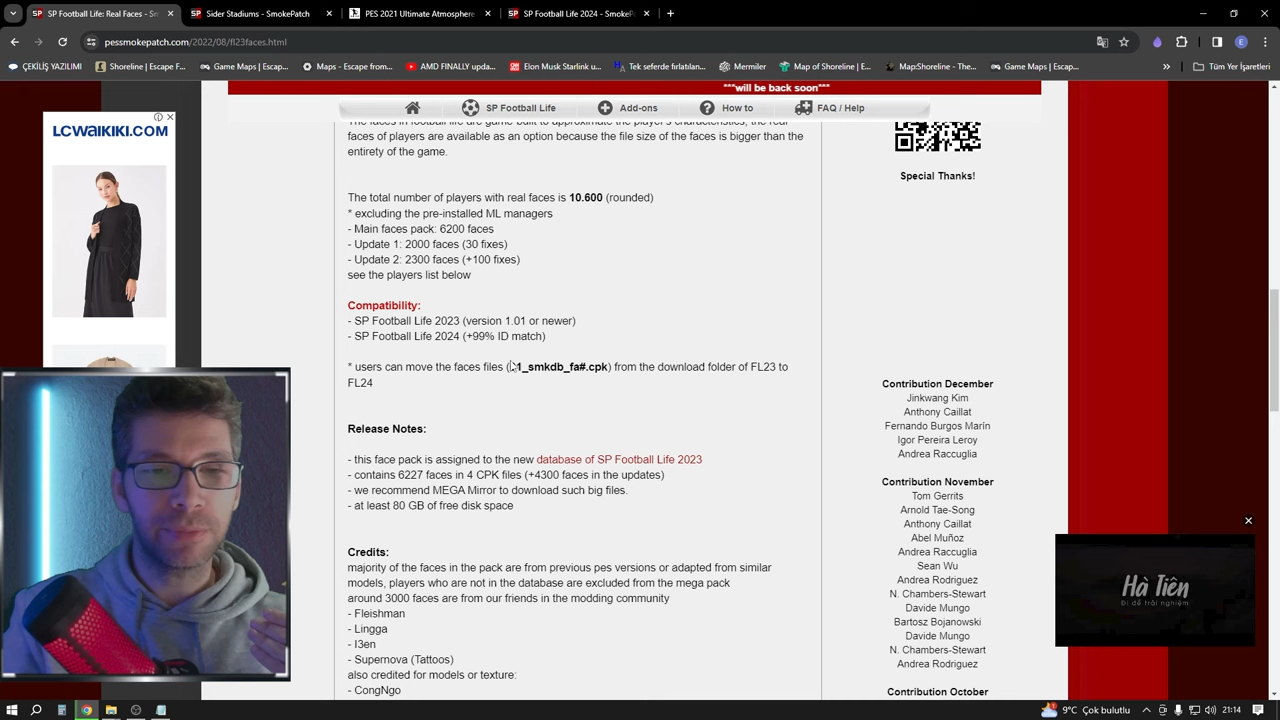 SP Football Life: - Sm
Sider Stadiums – SmokePatch
PES 2021 Ultimate Atmosphere
SP Football Life 2024 – SmokeP
pessmokepatch.com/2022/08/fl23faces.html
E
ÇEKİLİŞ YAZILIMI
Shoreline | Escape F...
Game Maps | Escap...
Maps - Escape from...
AMD FINALLY upda...
Elon Musk Starlink u...
Tek seferde fırlatılan...
Mermiler
Map of Shoreline | E...
Game Maps | Escap...
Tüm Yer İşaretleri
***will be back soon***
SP Football Life
Add-ons
How to
FAQ / Help
The faces in football life are game-built to approximate the player's characteristics, the real
faces of players are available as an option because the file size of the faces is bigger than the
entirety of the game.
The total number of players with real faces is 10.600 (rounded)
* excluding the pre-installed ML managers
- Main faces pack: 6200 faces
- Update 1: 2000 faces (30 fixes)
- Update 2: 2300 faces (+100 fixes)
see the players list below
Compatibility:
- SP Football Life 2023 (version 1.01 or newer)
- SP Football Life 2024 (+99% ID match)
* users can move the faces files (1_smkdb_fa#.cpk) from the download folder of FL23 to
FL24
Release Notes:
- this face pack is assigned to the new database of SP Football Life 2023
- contains 6227 faces in 4 CPK files (+4300 faces in the updates)
- we recommend MEGA Mirror to download such big files.
- at least 80 GB of free disk space
Credits:
majority of the faces in the pack are from previous pes versions or adapted from similar
models, players who are not in the database are excluded from the mega pack
around 3000 faces are from our friends in the modding community
- Fleishman
- Lingga
- I3en
- Supernova (Tattoos)
also credited for models or texture:
- CongNgo
Special Thanks!
Contribution December
Jinkwang Kim
Anthony Caillat
Fernando Burgos Marín
Igor Pereira Leroy
Andrea Raccuglia
Contribution November
Tom Gerrits
Arnold Tae-Song
Anthony Caillat
Abel Muñoz
Andrea Raccuglia
Sean Wu
Andrea Rodriguez
N. Chambers-Stewart
Davide Mungo
Bartosz Bojanowski
Davide Mungo
N. Chambers-Stewart
Andrea Rodriguez
Contribution October
LCWAIKIKI.COM
Hà Tiên
Đi để trải nghiệm
9°C Çok bulutlu
21:14